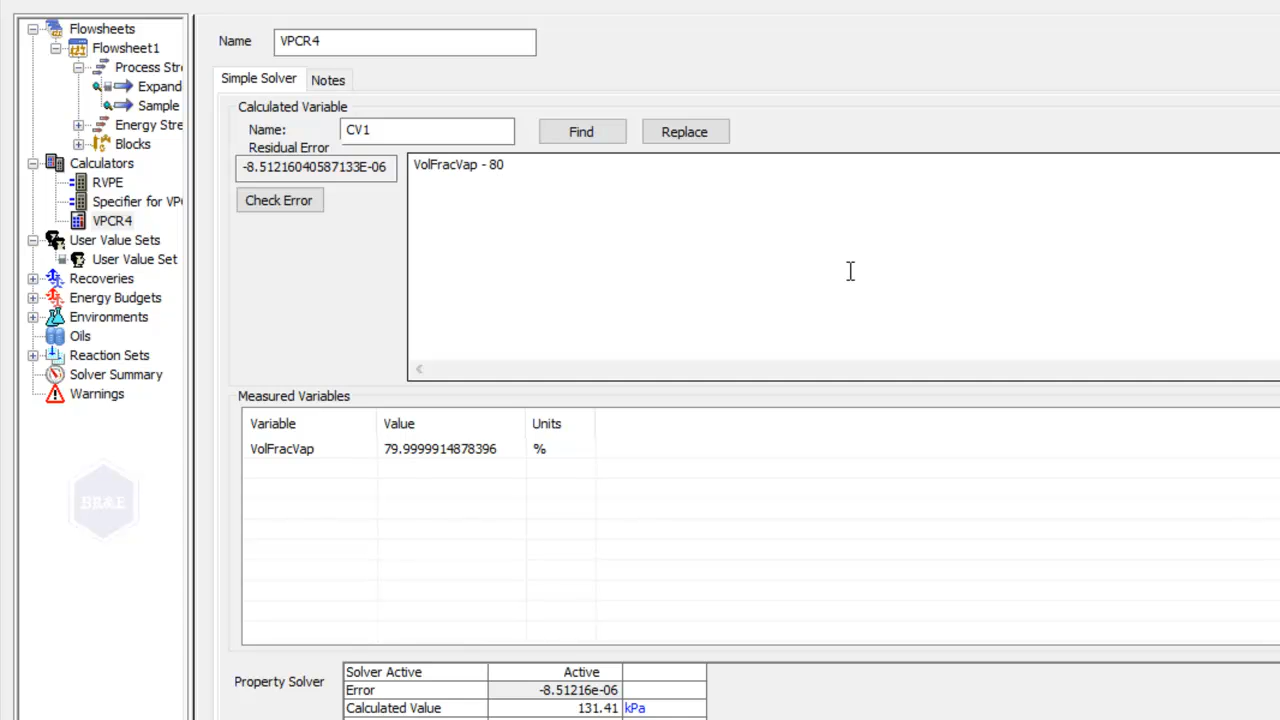 Flowsheets
Flowsheet1
Process Str
Expand
Sample
Energy Stre
Blocks
Calculators
RVPE
Specifier for VP
VPCR4
User Value Sets
User Value Set
Recoveries
Energy Budgets
Environments
Oils
Reaction Sets
Solver Summary
Warnings
BR&E
Name VPCR4
Simple Solver Notes
Calculated Variable
Name: CV1 Find Replace
Residual Error
-8.51216040587133E-06 VolFracVap - 80
Check Error
Measured Variables
Variable Value Units
VolFracVap 79.9999914878396 %
Property Solver
Solver Active Active
Error -8.51216e-06
Calculated Value 131.41 kPa